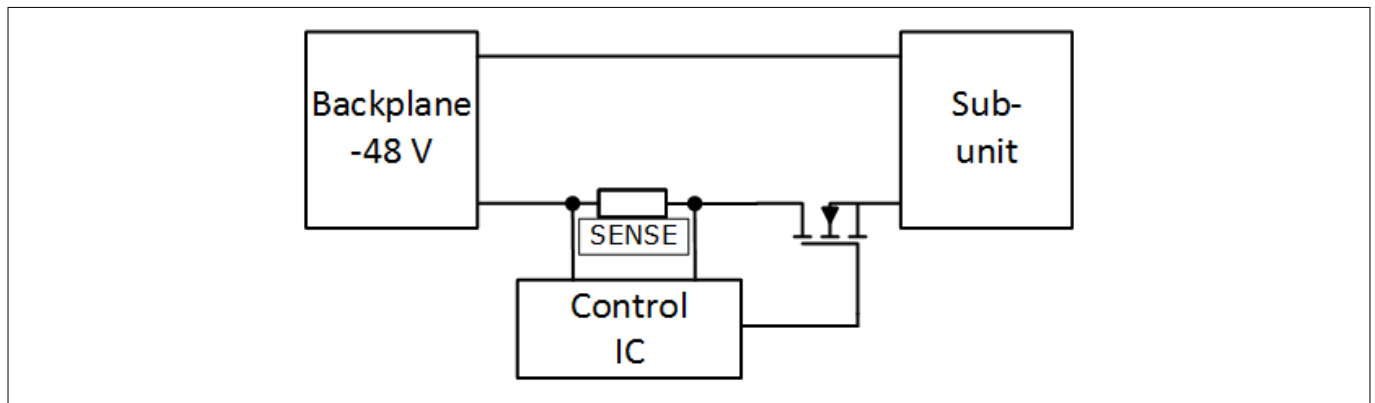 Backplane
-48 V
Sub-
unit
SENSE
Control
IC